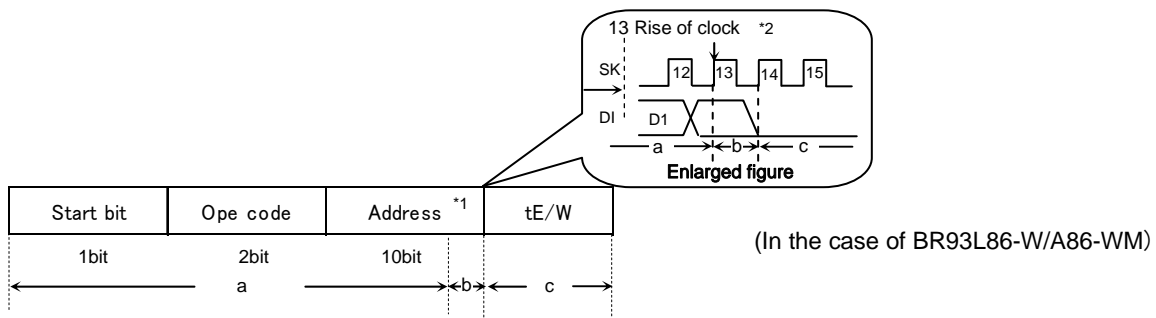 13 Rise of clock *2
SK 12 13 14 15
DI D1
a b c
Enlarged figure
Start bit Ope code Address *1 tE/W
1bit 2bit 10bit
a b c
(In the case of BR93L86-W/A86-WM)